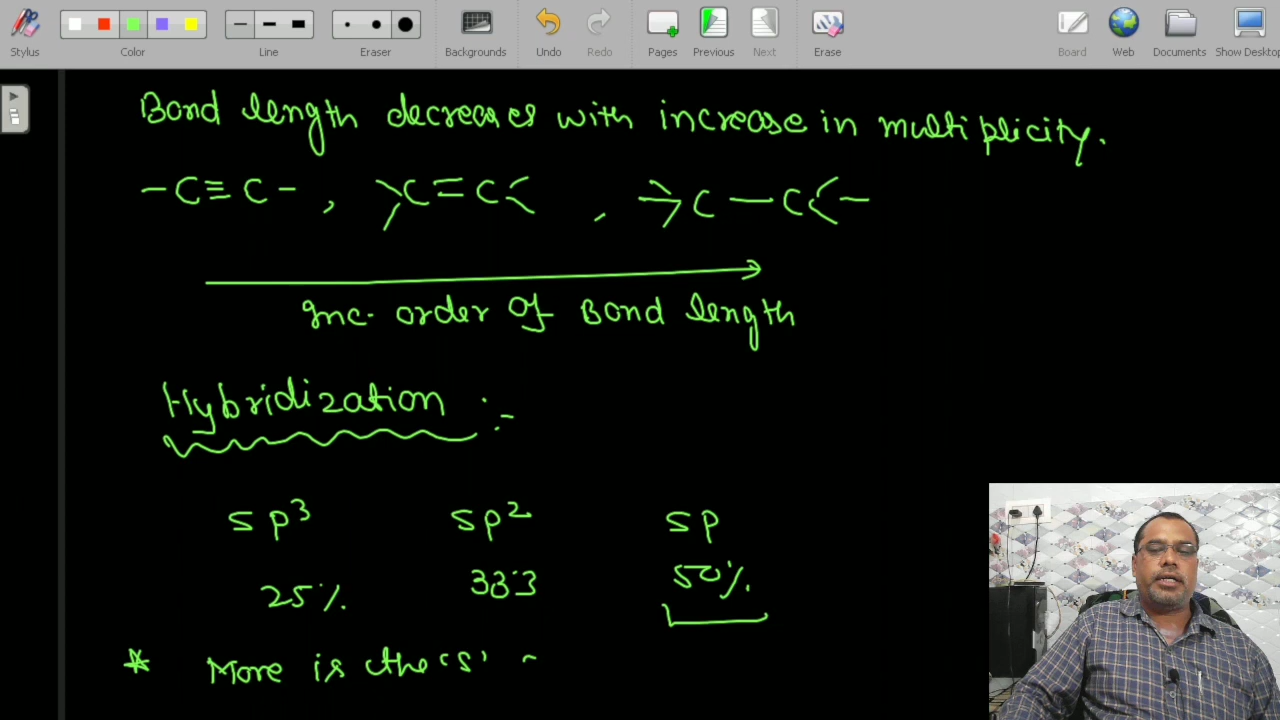 Stylus Color Line Eraser Backgrounds Undo Redo Pages Previous Next Erase Board Web Documents Show Desktop
Bond length decreases with increase in multiplicity.
-C≡C- , >C=C< , →C—C←
Inc. order of Bond length
Hybridization :-
sp³ sp² sp
25% 33.3 50%
* More is the 's'